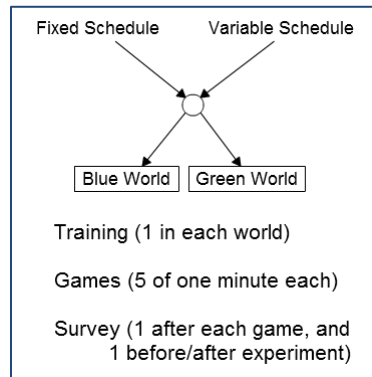 Fixed Schedule Variable Schedule
Blue World Green World
Training (1 in each world)
Games (5 of one minute each)
Survey (1 after each game, and
1 before/after experiment)